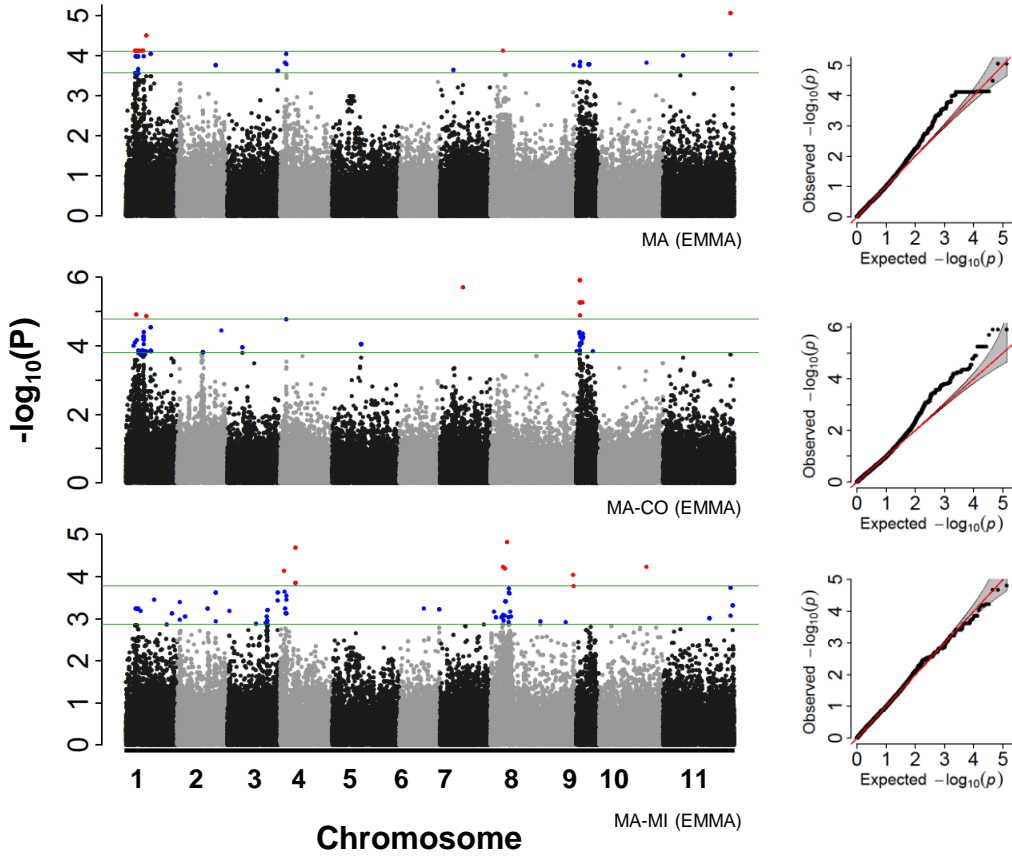 5
4
3
2
1
0
MA (EMMA)
5
4
3
2
1
0
Observed −log10(p)
0 1 2 3 4 5
Expected −log10(p)
-log10(P)
6
4
2
0
MA-CO (EMMA)
6
4
2
1
0
Observed −log10(p)
0 1 2 3 4 5
Expected −log10(p)
5
4
3
2
1
0
1 2 3 4 5 6 7 8 9 10 11
MA-MI (EMMA)
Chromosome
5
4
3
2
1
0
Observed −log10(p)
0 1 2 3 4 5
Expected −log10(p)